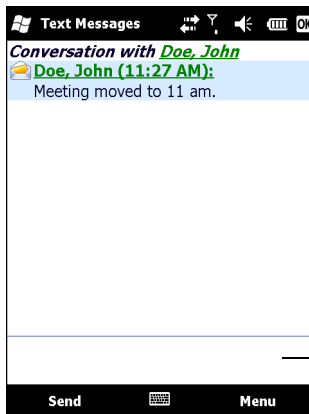 Text Messages OK
Conversation with Doe, John
Doe, John (11:27 AM):
Meeting moved to 11 am.
Send Menu